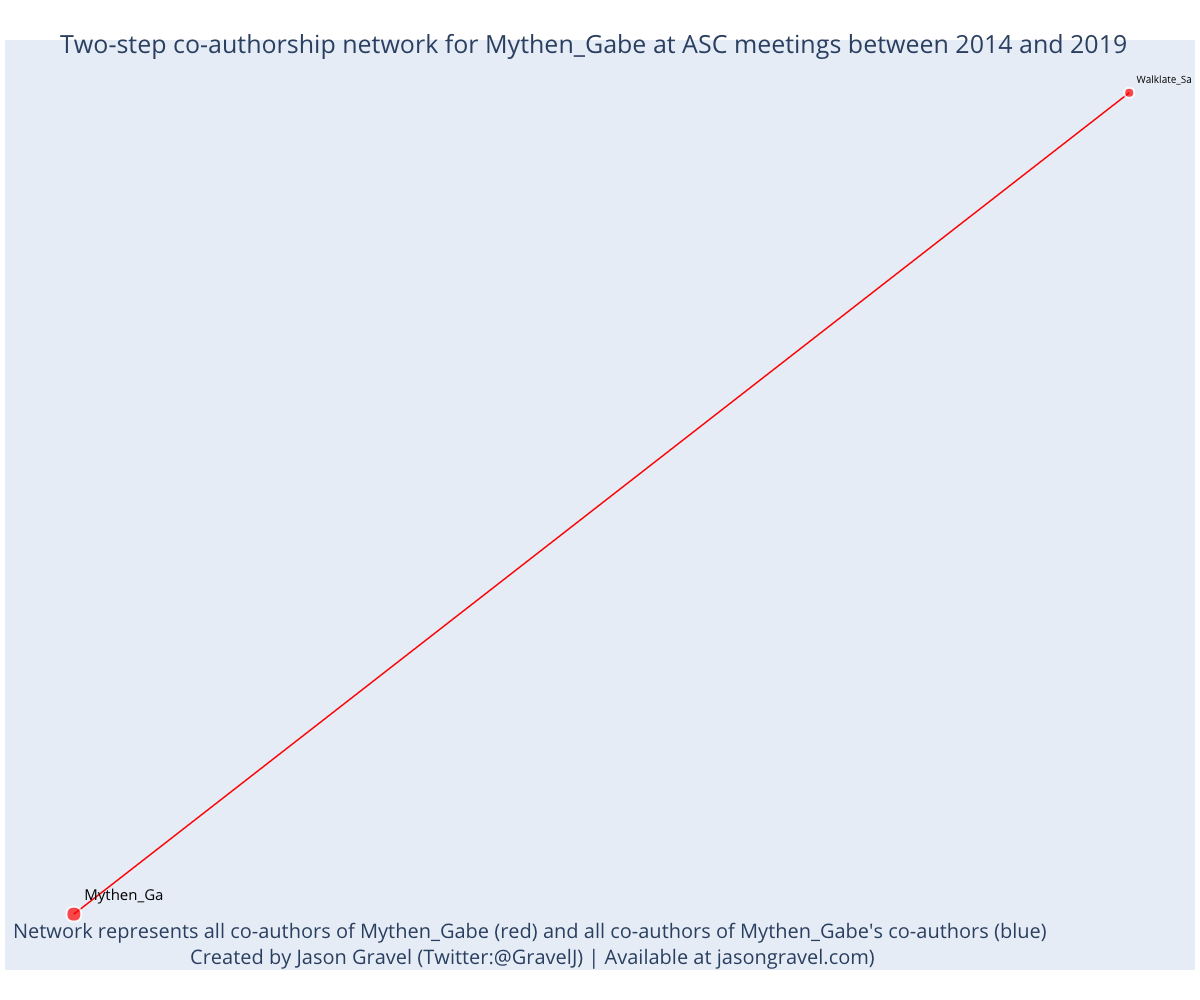 Two-step co-authorship network for Mythen_Gabe at ASC meetings between 2014 and 2019
Walklate_Sa
Mythen_Ga
Network represents all co-authors of Mythen_Gabe (red) and all co-authors of Mythen_Gabe's co-authors (blue)
Created by Jason Gravel (Twitter:@GravelJ) | Available at jasongravel.com)